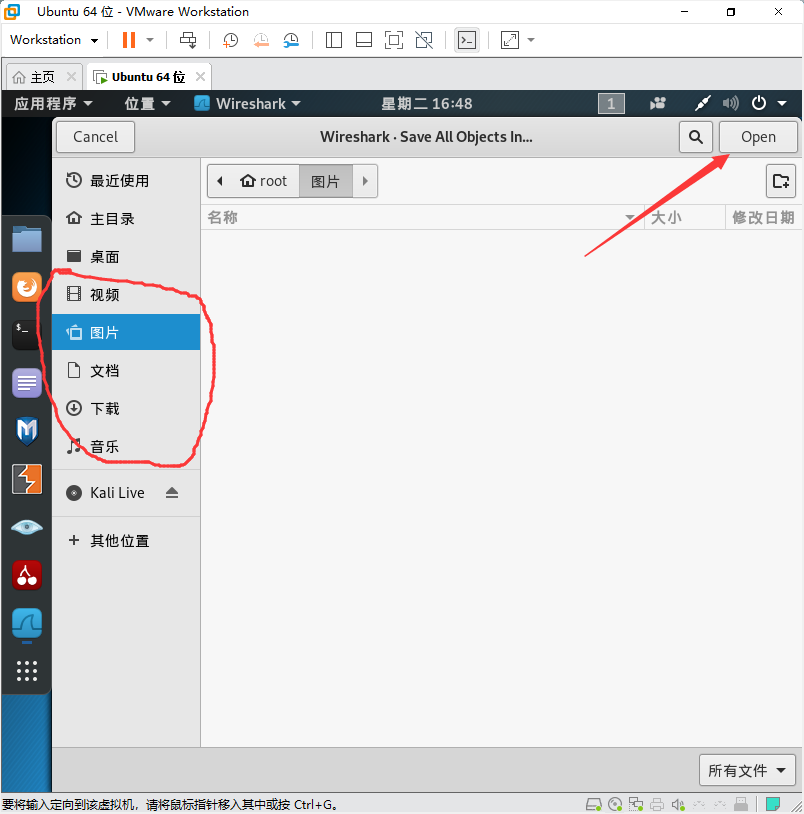 Ubuntu 64 位 - VMware Workstation
Workstation
主页
Ubuntu 64 位
应用程序 位置 Wireshark 星期二 16:48 1
Cancel Wireshark · Save All Objects In... Open
最近使用
root 图片
主目录
名称 大小 修改日期
桌面
视频
图片
文档
下载
音乐
Kali Live
其他位置
所有文件
要将输入定向到该虚拟机，请将鼠标指针移入其中或按 Ctrl+G。